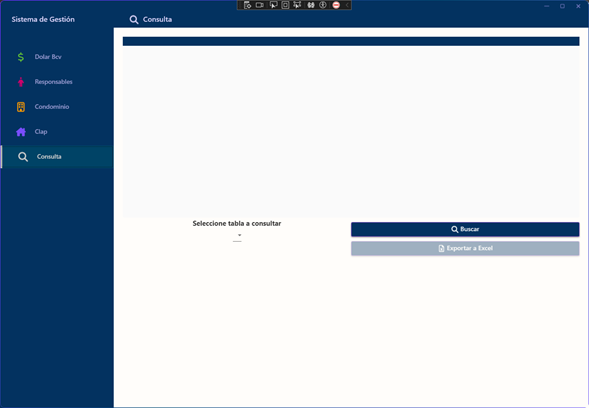 Sistema de Gestión
Consulta
Dolar Bcv
Responsables
Condominio
Clap
Consulta
Seleccione tabla a consultar
Buscar
Exportar a Excel